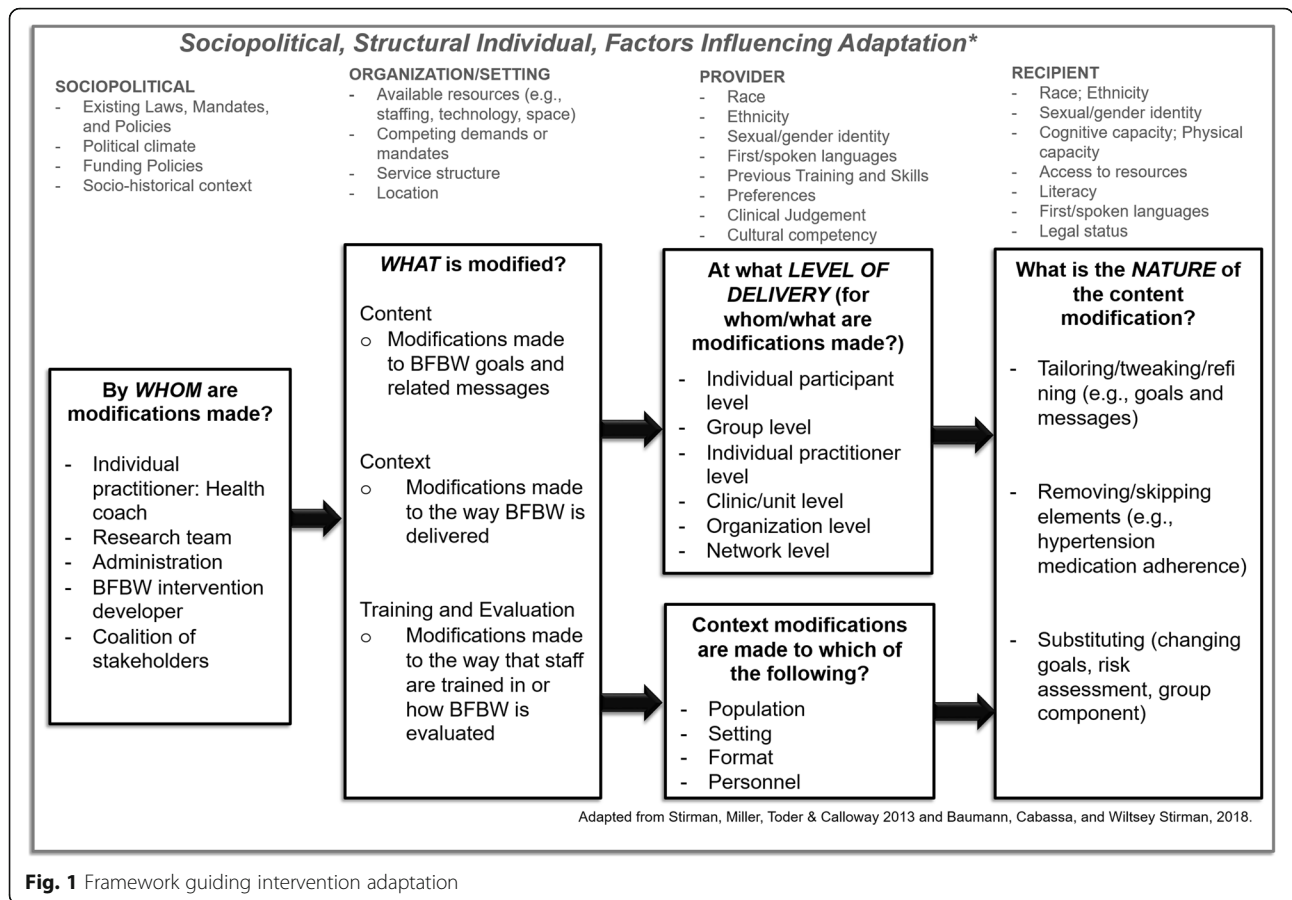 Sociopolitical, Structural Individual, Factors Influencing Adaptation*
SOCIOPOLITICAL
- Existing Laws, Mandates,
and Policies
- Political climate
- Funding Policies
- Socio-historical context
ORGANIZATION/SETTING
- Available resources (e.g.,
staffing, technology, space)
- Competing demands or
mandates
- Service structure
- Location
PROVIDER
- Race
- Ethnicity
- Sexual/gender identity
- First/spoken languages
- Previous Training and Skills
- Preferences
- Clinical Judgement
- Cultural competency
RECIPIENT
- Race; Ethnicity
- Sexual/gender identity
- Cognitive capacity; Physical
capacity
- Access to resources
- Literacy
- First/spoken languages
- Legal status
By WHOM are
modifications made?
- Individual
practitioner: Health
coach
- Research team
- Administration
- BFBW intervention
developer
- Coalition of
stakeholders
WHAT is modified?
Content
o Modifications made
to BFBW goals and
related messages
Context
o Modifications made
to the way BFBW is
delivered
Training and Evaluation
o Modifications made
to the way that staff
are trained in or
how BFBW is
evaluated
At what LEVEL OF
DELIVERY (for
whom/what are
modifications made?)
- Individual participant
level
- Group level
- Individual practitioner
level
- Clinic/unit level
- Organization level
- Network level
Context modifications
are made to which of
the following?
- Population
- Setting
- Format
- Personnel
What is the NATURE of
the content
modification?
- Tailoring/tweaking/refi
ning (e.g., goals and
messages)
- Removing/skipping
elements (e.g.,
hypertension
medication adherence)
- Substituting (changing
goals, risk
assessment, group
component)
Adapted from Stirman, Miller, Toder & Calloway 2013 and Baumann, Cabassa, and Wiltsey Stirman, 2018.
Fig. 1 Framework guiding intervention adaptation